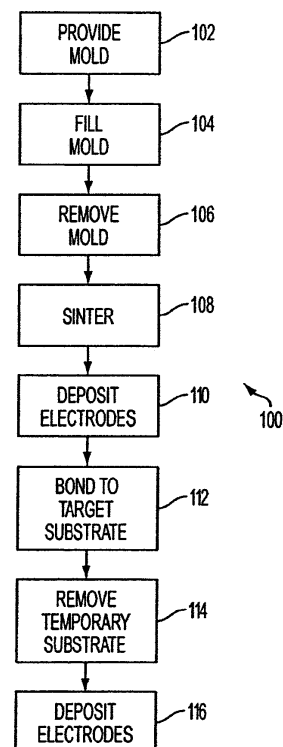 PROVIDE
MOLD
102
FILL
MOLD
104
REMOVE
MOLD
106
SINTER
108
DEPOSIT
ELECTRODES
110
100
BOND TO
TARGET
SUBSTRATE
112
REMOVE
TEMPORARY
SUBSTRATE
114
DEPOSIT
ELECTRODES
116